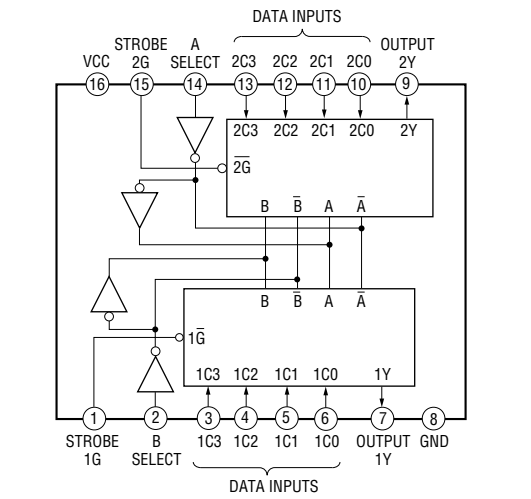 DATA INPUTS
STROBE A OUTPUT
VCC 2G SELECT 2C3 2C2 2C1 2C0 2Y
16 15 14 13 12 11 10 9
2C3 2C2 2C1 2C0 2Y
2G̅
B B̅ A A̅
B B̅ A A̅
1G̅
1C3 1C2 1C1 1C0 1Y
1 2 3 4 5 6 7 8
STROBE B 1C3 1C2 1C1 1C0 OUTPUT GND
1G SELECT 1Y
DATA INPUTS